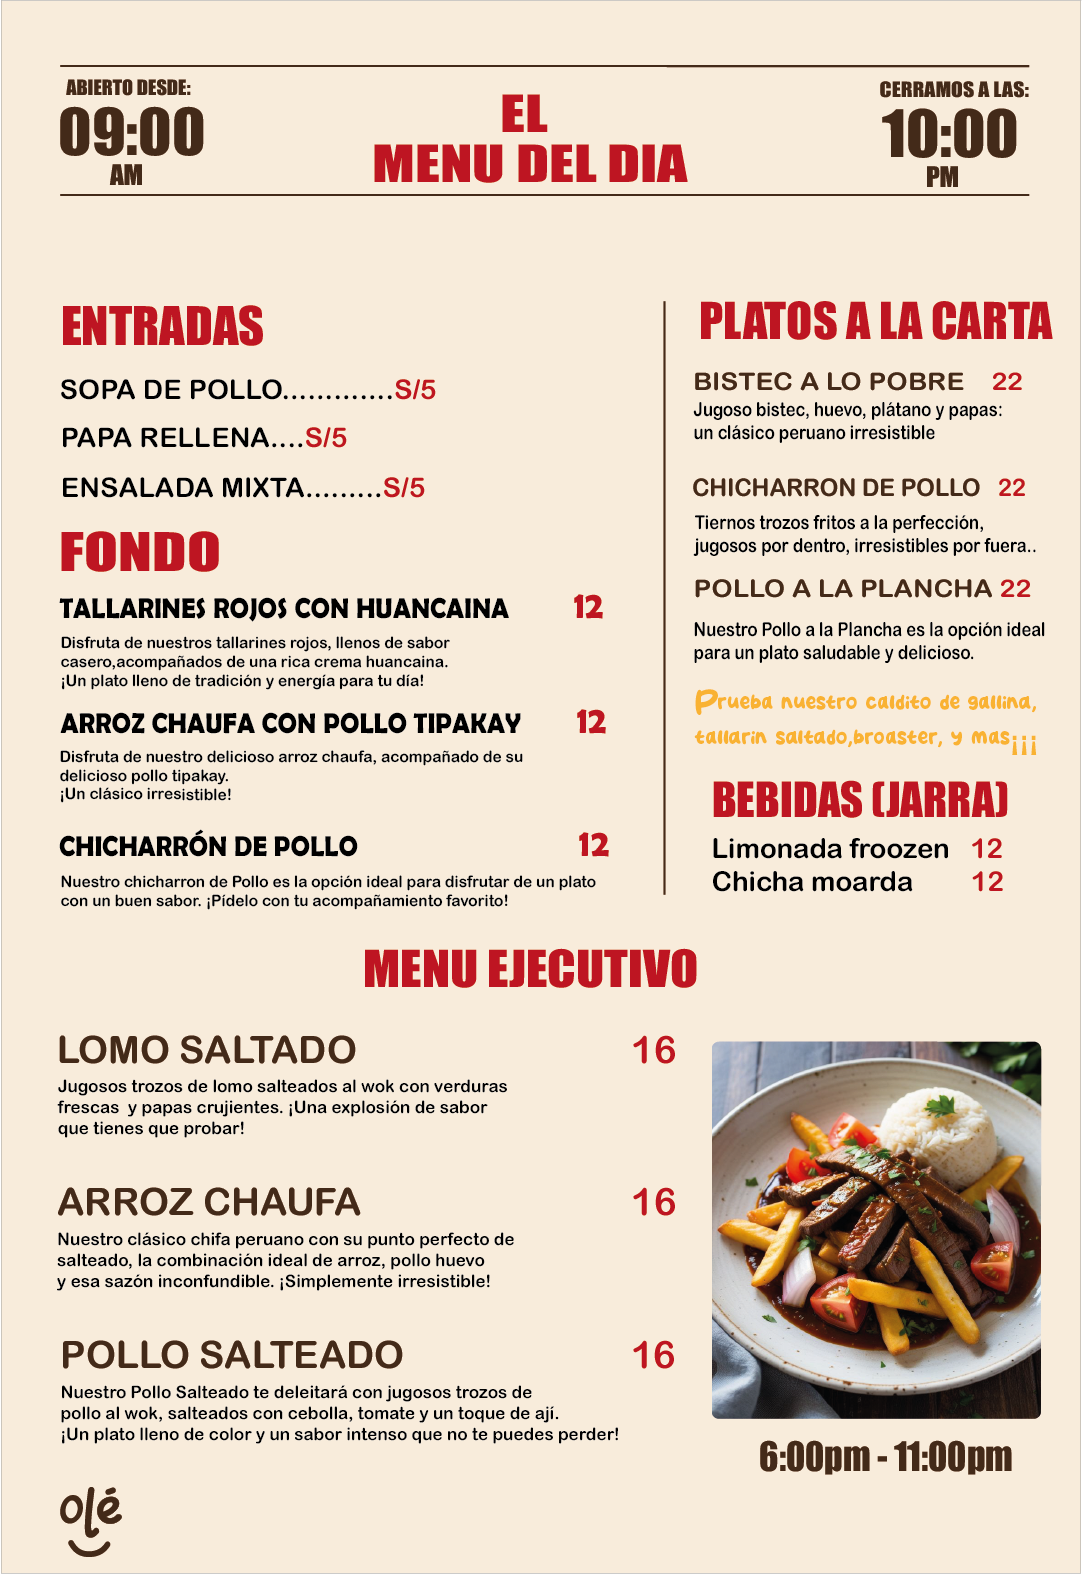 ABIERTO DESDE:
09:00
AM
EL
MENU DEL DIA
CERRAMOS A LAS:
10:00
PM
ENTRADAS
SOPA DE POLLO.............S/5
PAPA RELLENA....S/5
ENSALADA MIXTA.........S/5
FONDO
TALLARINES ROJOS CON HUANCAINA 12
Disfruta de nuestros tallarines rojos, llenos de sabor
casero,acompañados de una rica crema huancaina.
¡Un plato lleno de tradición y energía para tu día!
ARROZ CHAUFA CON POLLO TIPAKAY 12
Disfruta de nuestro delicioso arroz chaufa, acompañado de su
delicioso pollo tipakay.
¡Un clásico irresistible!
CHICHARRÓN DE POLLO 12
Nuestro chicharron de Pollo es la opción ideal para disfrutar de un plato
con un buen sabor. ¡Pídelo con tu acompañamiento favorito!
PLATOS A LA CARTA
BISTEC A LO POBRE 22
Jugoso bistec, huevo, plátano y papas:
un clásico peruano irresistible
CHICHARRON DE POLLO 22
Tiernos trozos fritos a la perfección,
jugosos por dentro, irresistibles por fuera..
POLLO A LA PLANCHA 22
Nuestro Pollo a la Plancha es la opción ideal
para un plato saludable y delicioso.
Prueba nuestro caldito de gallina,
tallarin saltado,broaster, y mas¡¡¡
BEBIDAS (JARRA)
Limonada froozen 12
Chicha moarda 12
MENU EJECUTIVO
LOMO SALTADO 16
Jugosos trozos de lomo salteados al wok con verduras
frescas  y papas crujientes. ¡Una explosión de sabor
que tienes que probar!
ARROZ CHAUFA 16
Nuestro clásico chifa peruano con su punto perfecto de
salteado, la combinación ideal de arroz, pollo huevo
y esa sazón inconfundible. ¡Simplemente irresistible!
POLLO SALTEADO 16
Nuestro Pollo Salteado te deleitará con jugosos trozos de
pollo al wok, salteados con cebolla, tomate y un toque de ají.
¡Un plato lleno de color y un sabor intenso que no te puedes perder!
6:00pm - 11:00pm
olé